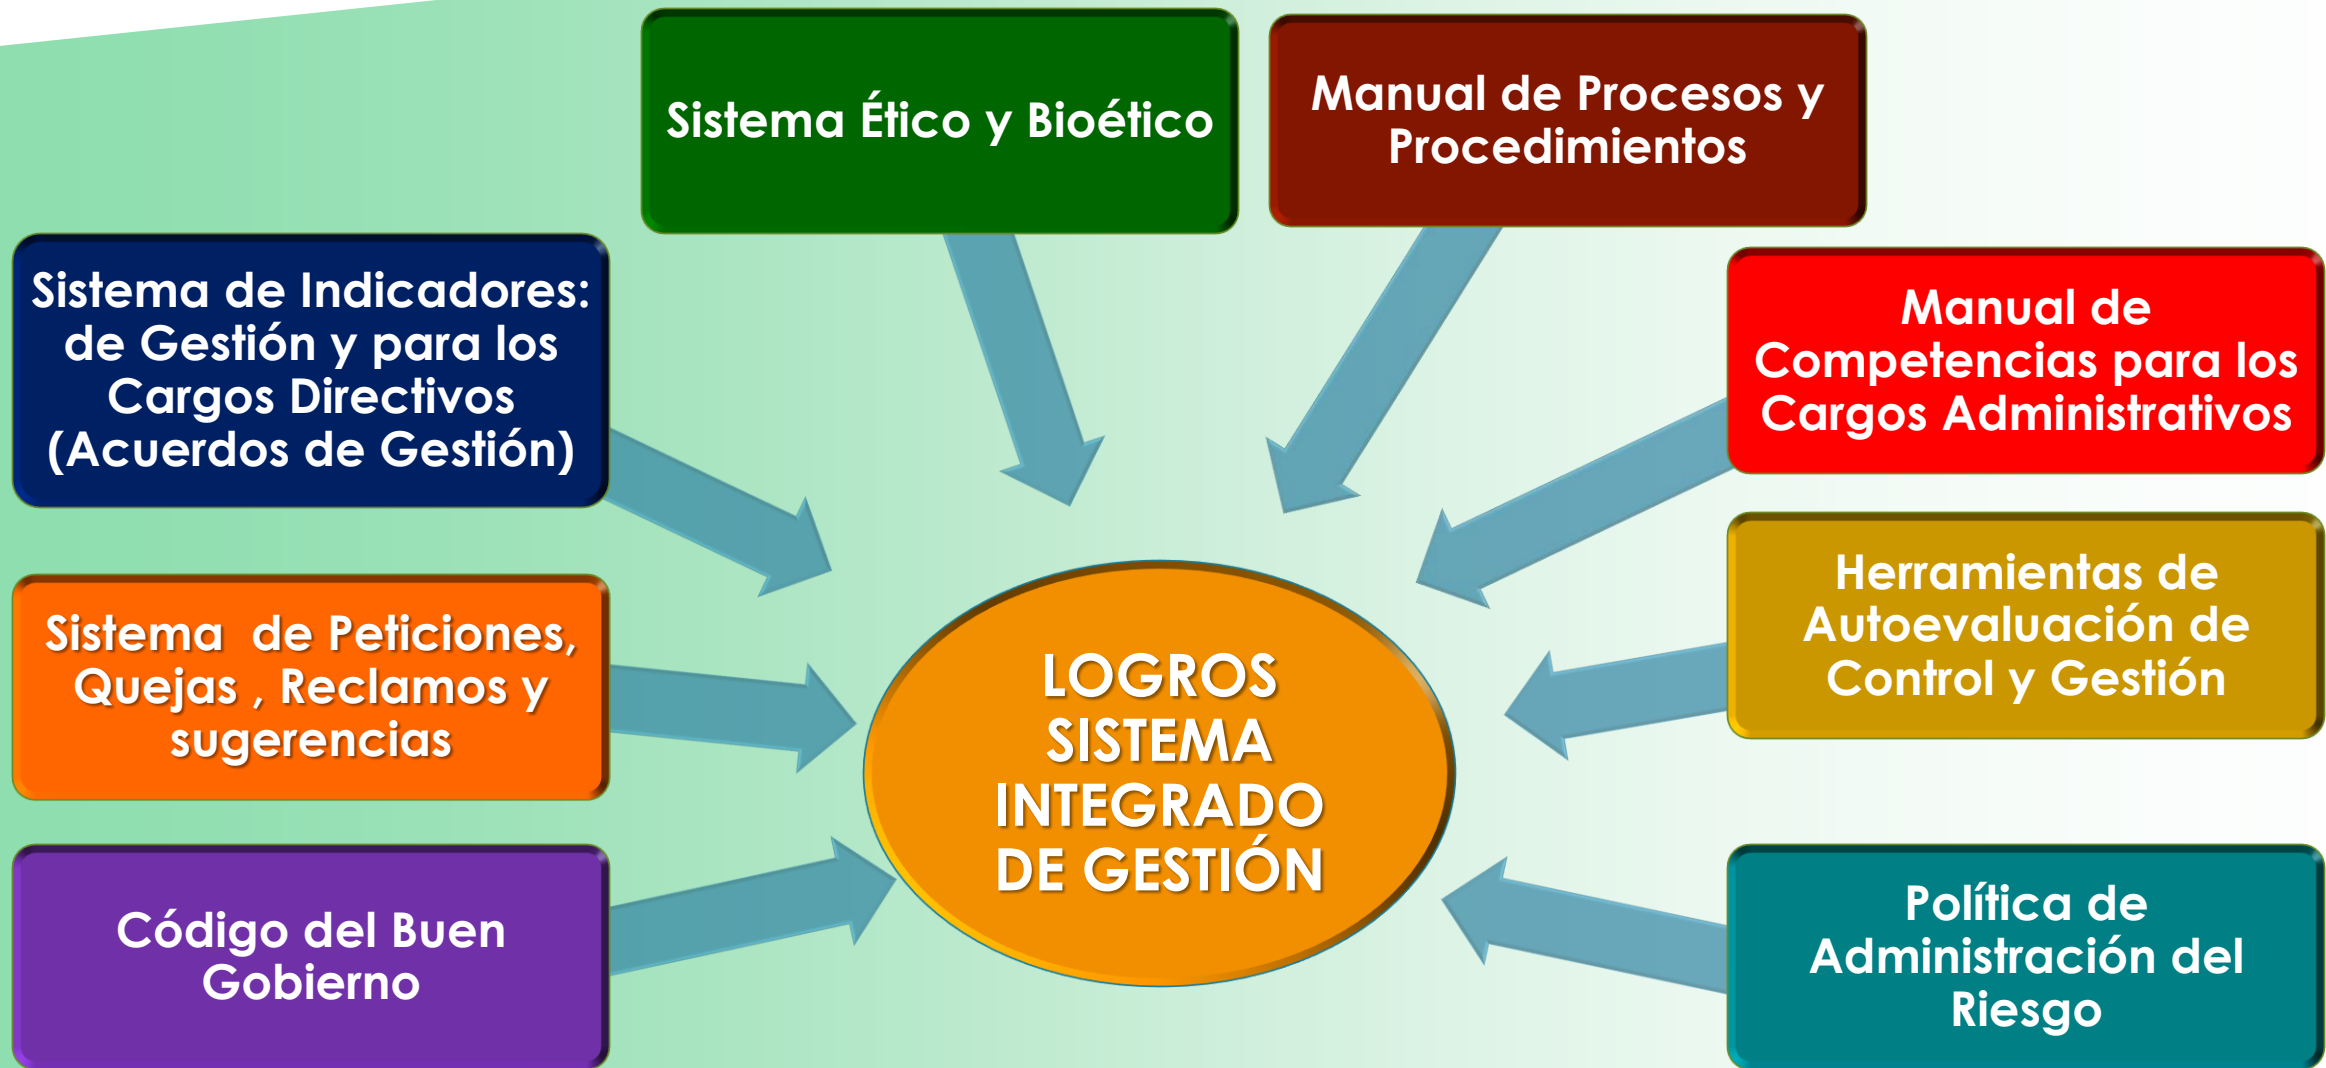 Sistema Ético y Bioético
Manual de Procesos y
Procedimientos
Sistema de Indicadores:
de Gestión y para los
Cargos Directivos
(Acuerdos de Gestión)
Manual de
Competencias para los
Cargos Administrativos
Sistema  de Peticiones,
Quejas , Reclamos y
sugerencias
Herramientas de
Autoevaluación de
Control y Gestión
LOGROS
SISTEMA
INTEGRADO
DE GESTIÓN
Código del Buen
Gobierno
Política de
Administración del
Riesgo